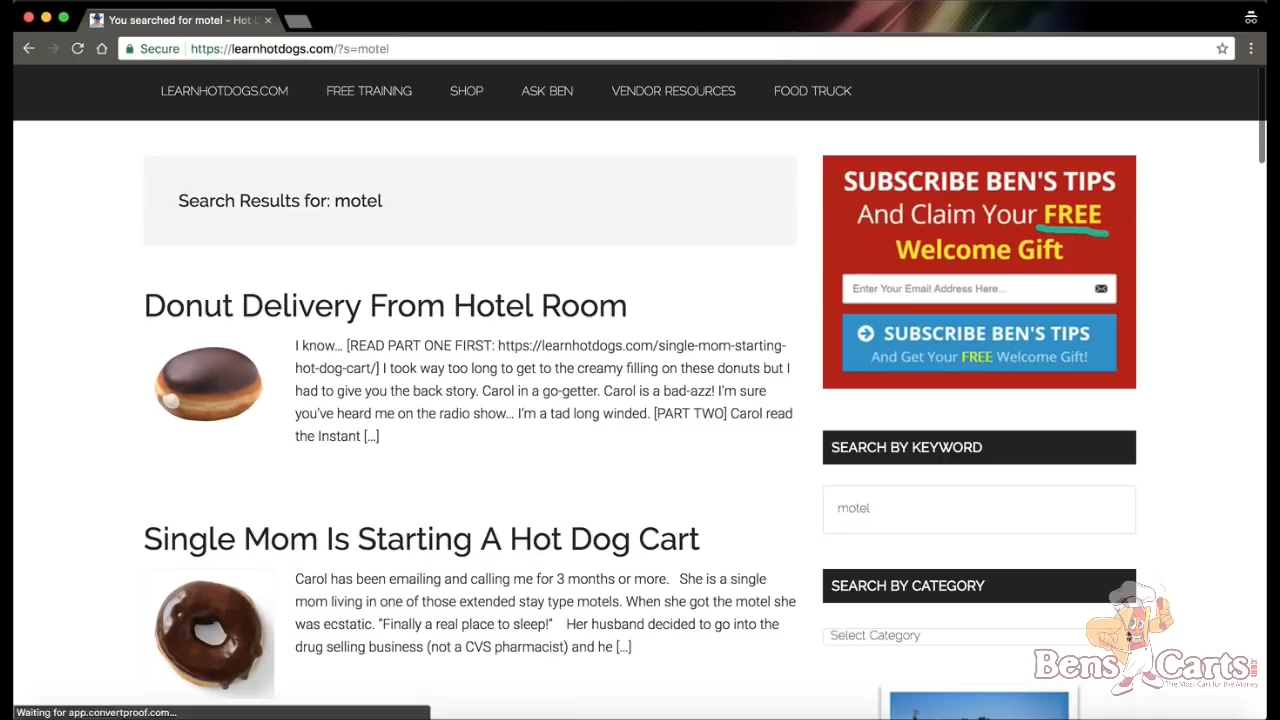 You searched for motel - Hot
Secure
https://learnhotdogs.com/?s=motel
LEARNHOTDOGS.COM
FREE TRAINING
SHOP
ASK BEN
VENDOR RESOURCES
FOOD TRUCK
Search Results for: motel
Donut Delivery From Hotel Room
I know... [READ PART ONE FIRST: https://learnhotdogs.com/single-mom-starting-
hot-dog-cart/] I took way too long to get to the creamy filling on these donuts but I
had to give you the back story. Carol in a go-getter. Carol is a bad-azz! I'm sure
you've heard me on the radio show... I'm a tad long winded. [PART TWO] Carol read
the Instant [...]
Single Mom Is Starting A Hot Dog Cart
Carol has been emailing and calling me for 3 months or more. She is a single
mom living in one of those extended stay type motels. When she got the motel she
was ecstatic. "Finally a real place to sleep!" Her husband decided to go into the
drug selling business (not a CVS pharmacist) and he [...]
SUBSCRIBE BEN'S TIPS
And Claim Your FREE
Welcome Gift
Enter Your Email Address Here...
SUBSCRIBE BEN'S TIPS
And Get Your FREE Welcome Gift!
SEARCH BY KEYWORD
motel
SEARCH BY CATEGORY
Select Category
BensCarts.com
The Most Cart for the Money
Waiting for app.convertproof.com...